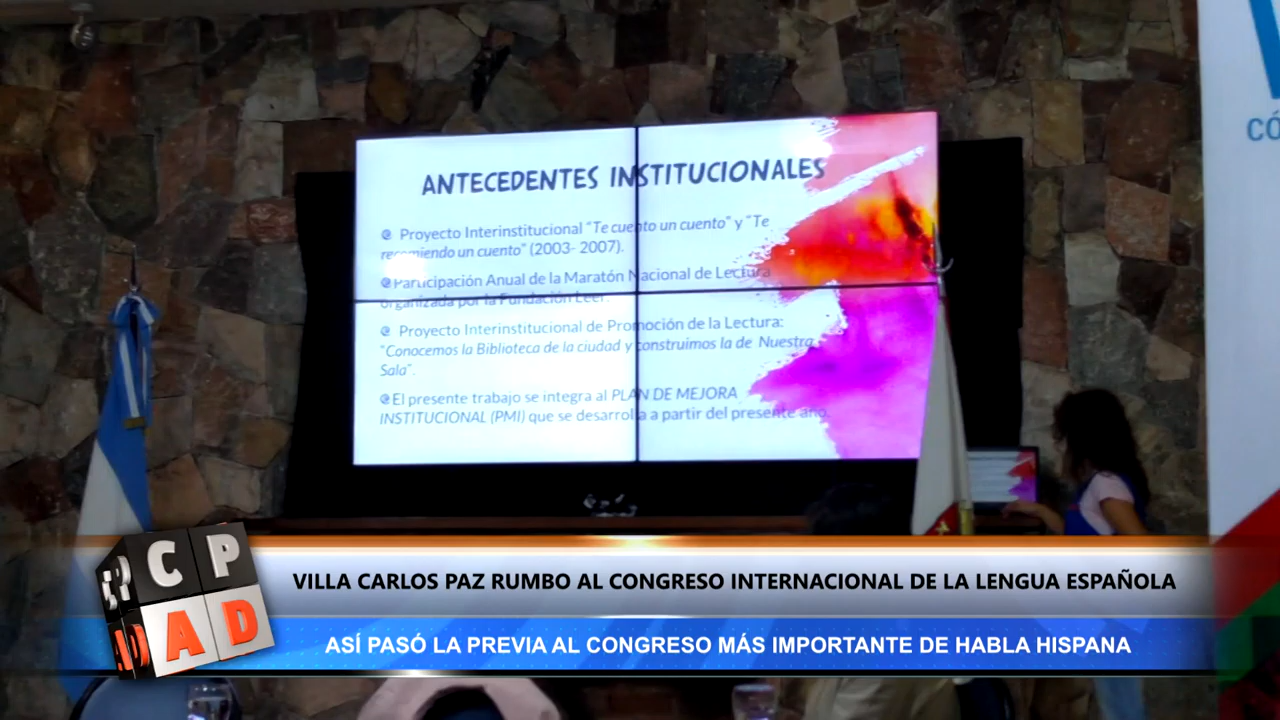 CÓ
ANTECEDENTES INSTITUCIONALES
Proyecto Interinstitucional "Te cuento un cuento" y "Te
recomiendo un cuento" (2003- 2007).
Participación Anual de la Maratón Nacional de Lectura
organizada por la Fundación Leer.
Proyecto Interinstitucional de Promoción de la Lectura:
"Conocemos la Biblioteca de la ciudad y construimos la de Nuestra
Sala".
El presente trabajo se integra al PLAN DE MEJORA
INSTITUCIONAL (PMI) que se desarrolla a partir del presente año.
CP
AD
VILLA CARLOS PAZ RUMBO AL CONGRESO INTERNACIONAL DE LA LENGUA ESPAÑOLA
ASÍ PASÓ LA PREVIA AL CONGRESO MÁS IMPORTANTE DE HABLA HISPANA